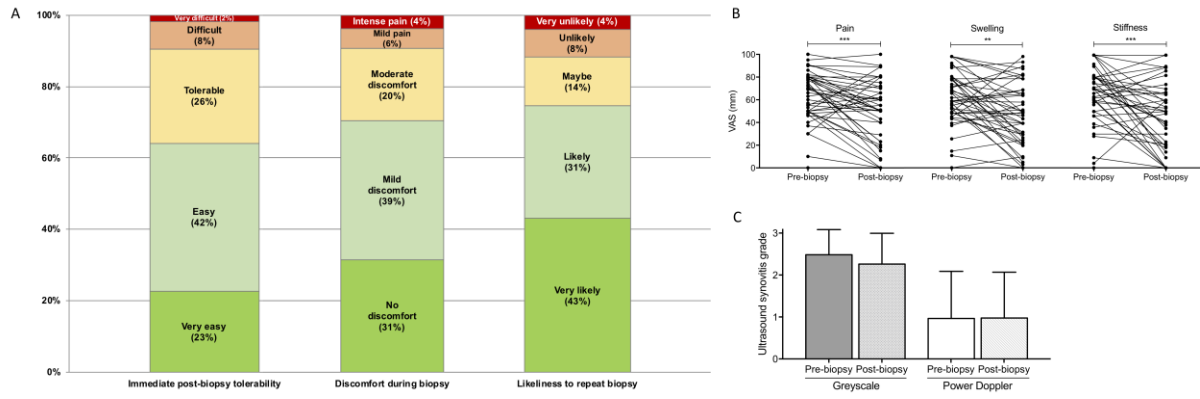 A
100%
80%
60%
40%
20%
0%
Very difficult (2%)
Difficult
(8%)
Tolerable
(26%)
Easy
(42%)
Very easy
(23%)
Immediate post-biopsy tolerability
Intense pain (4%)
Mild pain
(6%)
Moderate
discomfort
(20%)
Mild
discomfort
(39%)
No
discomfort
(31%)
Discomfort during biopsy
Very unlikely (4%)
Unlikely
(8%)
Maybe
(14%)
Likely
(31%)
Very likely
(43%)
Likeliness to repeat biopsy
B
Pain
***
Swelling
**
Stiffness
***
VAS (mm)
100
80
60
40
20
0
Pre-biopsy Post-biopsy
Pre-biopsy Post-biopsy
Pre-biopsy Post-biopsy
C
Ultrasound synovitis grade
3
2
1
0
Pre-biopsy Post-biopsy
Greyscale
Pre-biopsy Post-biopsy
Power Doppler